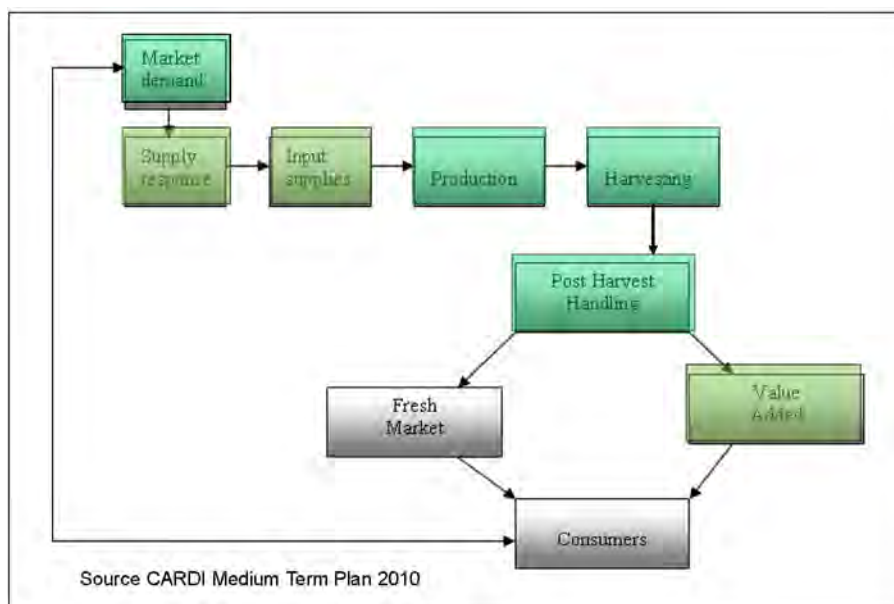 Market
demand
Supply
response
Input
supplies
Production
Harvesting
Post Harvest
Handling
Fresh
Market
Value
Added
Consumers
Source CARDI Medium Term Plan 2010